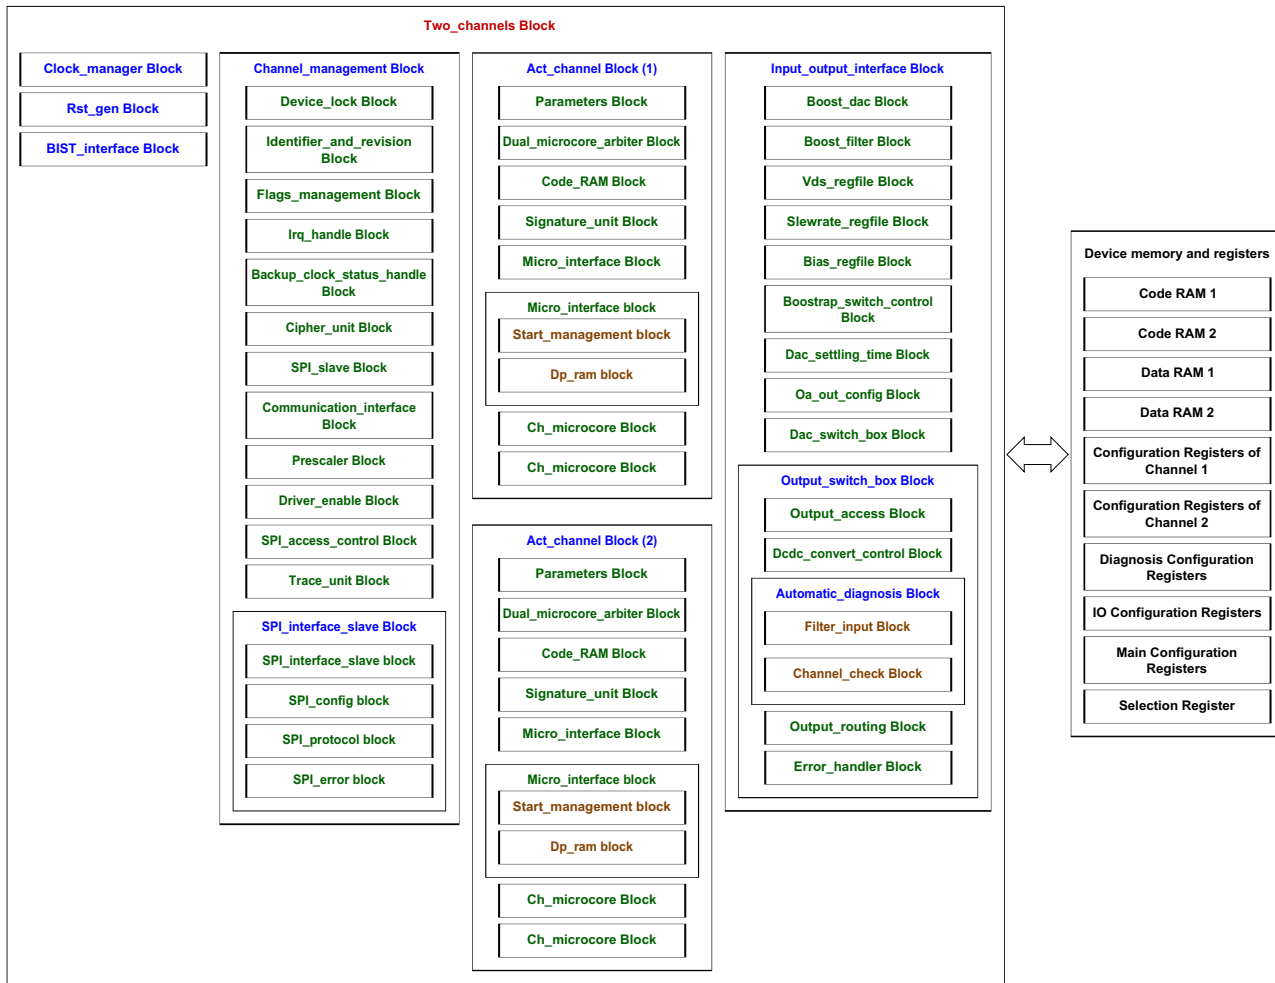 Two_channels Block
Clock_manager Block
Rst_gen Block
BIST_interface Block
Channel_management Block
Device_lock Block
Identifier_and_revision
Block
Flags_management Block
Irq_handle Block
Backup_clock_status_handle
Block
Cipher_unit Block
SPI_slave Block
Communication_interface
Block
Prescaler Block
Driver_enable Block
SPI_access_control Block
Trace_unit Block
SPI_interface_slave Block
SPI_interface_slave block
SPI_config block
SPI_protocol block
SPI_error block
Act_channel Block (1)
Parameters Block
Dual_microcore_arbiter Block
Code_RAM Block
Signature_unit Block
Micro_interface Block
Micro_interface block
Start_management block
Dp_ram block
Ch_microcore Block
Ch_microcore Block
Act_channel Block (2)
Parameters Block
Dual_microcore_arbiter Block
Code_RAM Block
Signature_unit Block
Micro_interface Block
Micro_interface block
Start_management block
Dp_ram block
Ch_microcore Block
Ch_microcore Block
Input_output_interface Block
Boost_dac Block
Boost_filter Block
Vds_regfile Block
Slewrate_regfile Block
Bias_regfile Block
Boostrap_switch_control
Block
Dac_settling_time Block
Oa_out_config Block
Dac_switch_box Block
Output_switch_box Block
Output_access Block
Dcdc_convert_control Block
Automatic_diagnosis Block
Filter_input Block
Channel_check Block
Output_routing Block
Error_handler Block
Device memory and registers
Code RAM 1
Code RAM 2
Data RAM 1
Data RAM 2
Configuration Registers of
Channel 1
Configuration Registers of
Channel 2
Diagnosis Configuration
Registers
IO Configuration Registers
Main Configuration
Registers
Selection Register